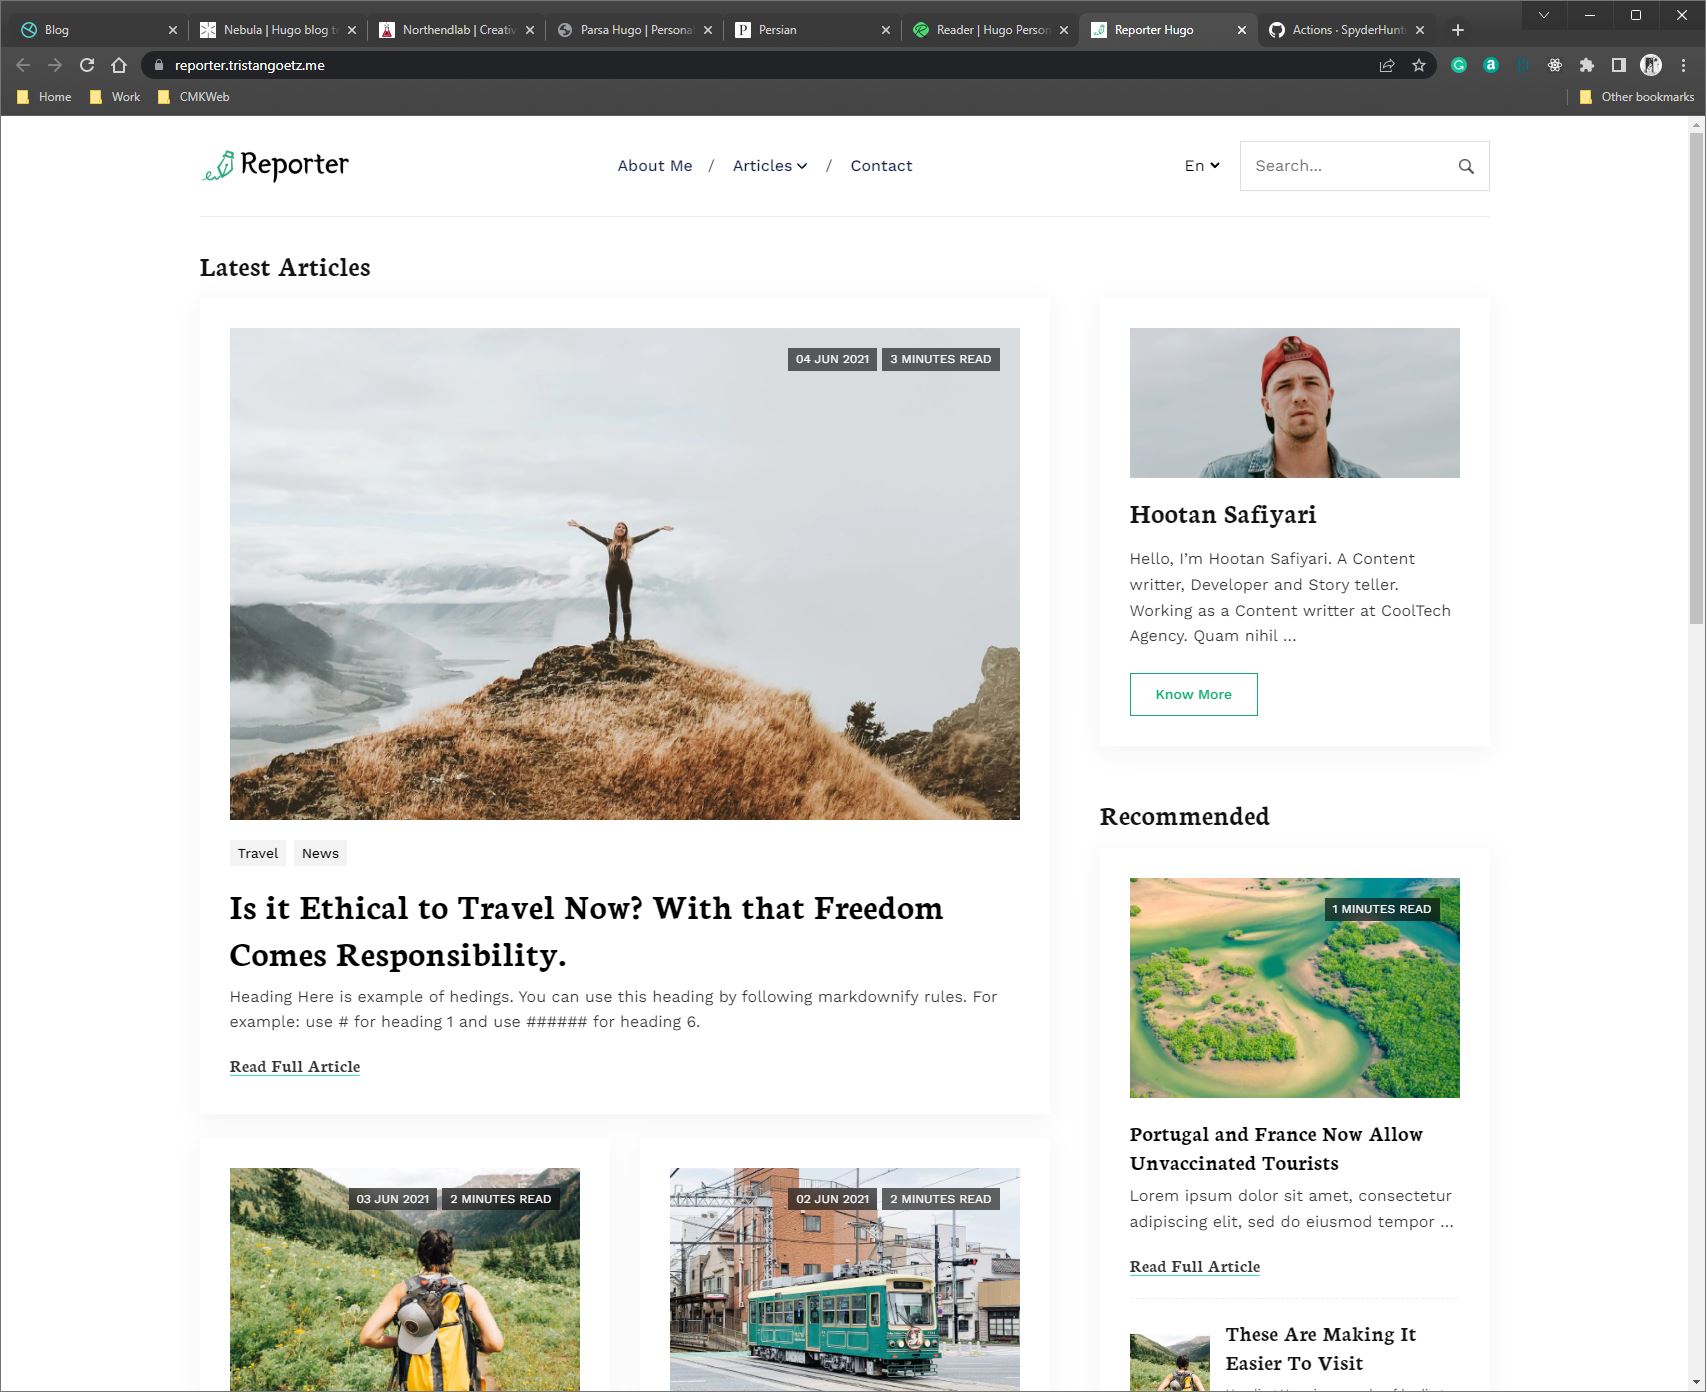 Blog
Nebula | Hugo blog te
Northendlab | Creativ
Parsa Hugo | Persona
Persian
Reader | Hugo Person
Reporter Hugo
Actions · SpyderHunt
reporter.tristangoetz.me
Home
Work
CMKWeb
Other bookmarks
Reporter
About Me / Articles / Contact
En
Search...
Latest Articles
04 JUN 2021
3 MINUTES READ
Travel
News
Is it Ethical to Travel Now? With that Freedom
Comes Responsibility.
Heading Here is example of hedings. You can use this heading by following markdownify rules. For
example: use # for heading 1 and use ###### for heading 6.
Read Full Article
03 JUN 2021
2 MINUTES READ
02 JUN 2021
2 MINUTES READ
Hootan Safiyari
Hello, I’m Hootan Safiyari. A Content
writter, Developer and Story teller.
Working as a Content writter at CoolTech
Agency. Quam nihil …
Know More
Recommended
1 MINUTES READ
Portugal and France Now Allow
Unvaccinated Tourists
Lorem ipsum dolor sit amet, consectetur
adipiscing elit, sed do eiusmod tempor …
Read Full Article
These Are Making It
Easier To Visit